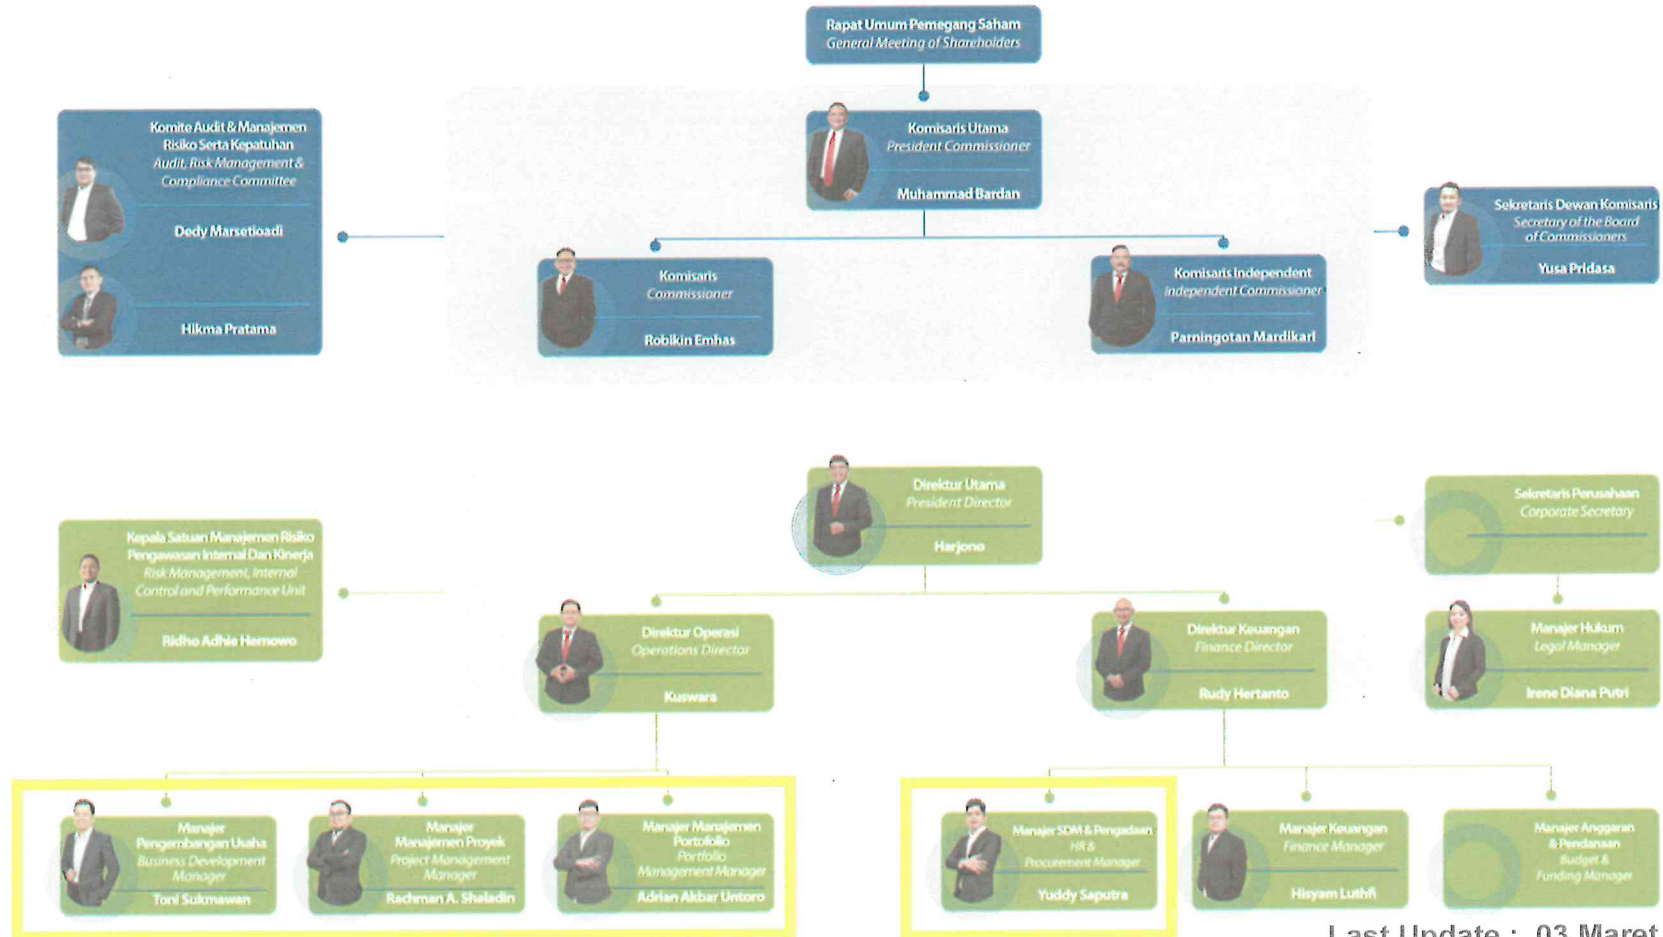 Rapat Umum Pemegang Saham
General Meeting of Shareholders
Komisaris Utama
President Commissioner
Muhammad Bardan
Komite Audit & Manajemen
Risiko Serta Kepatuhan
Audit, Risk Management &
Compliance Committee
Dedy Marsetioadi
Hikma Pratama
Komisaris
Commissioner
Robikin Emhas
Komisaris Independent
Independent Commissioner
Parningotan Mardikari
Sekretaris Dewan Komisaris
Secretary of the Board
of Commissioners
Yusa Pridasa
Direktur Utama
President Director
Harjono
Kepala Satuan Manajemen Risiko
Pengawasan Internal Dan Kinerja
Risk Management, Internal
Control and Performance Unit
Ridho Adhie Hernowo
Direktur Operasi
Operations Director
Kuswara
Direktur Keuangan
Finance Director
Rudy Hertanto
Sekretaris Perusahaan
Corporate Secretary
Manajer Hukum
Legal Manager
Irene Diana Putri
Manajer
Pengembangan Usaha
Business Development
Manager
Toni Sukmawan
Manajer
Manajemen Proyek
Project Management
Manager
Rachman A. Shaladin
Manajer Manajemen
Portofolio
Portfolio
Management Manager
Adrian Akbar Untoro
Manajer SDM & Pengadaan
HR &
Procurement Manager
Yuddy Saputra
Manajer Keuangan
Finance Manager
Hisyam Luthfi
Manajer Anggaran
& Pendanaan
Budget &
Funding Manager
Last Update : 03 Maret